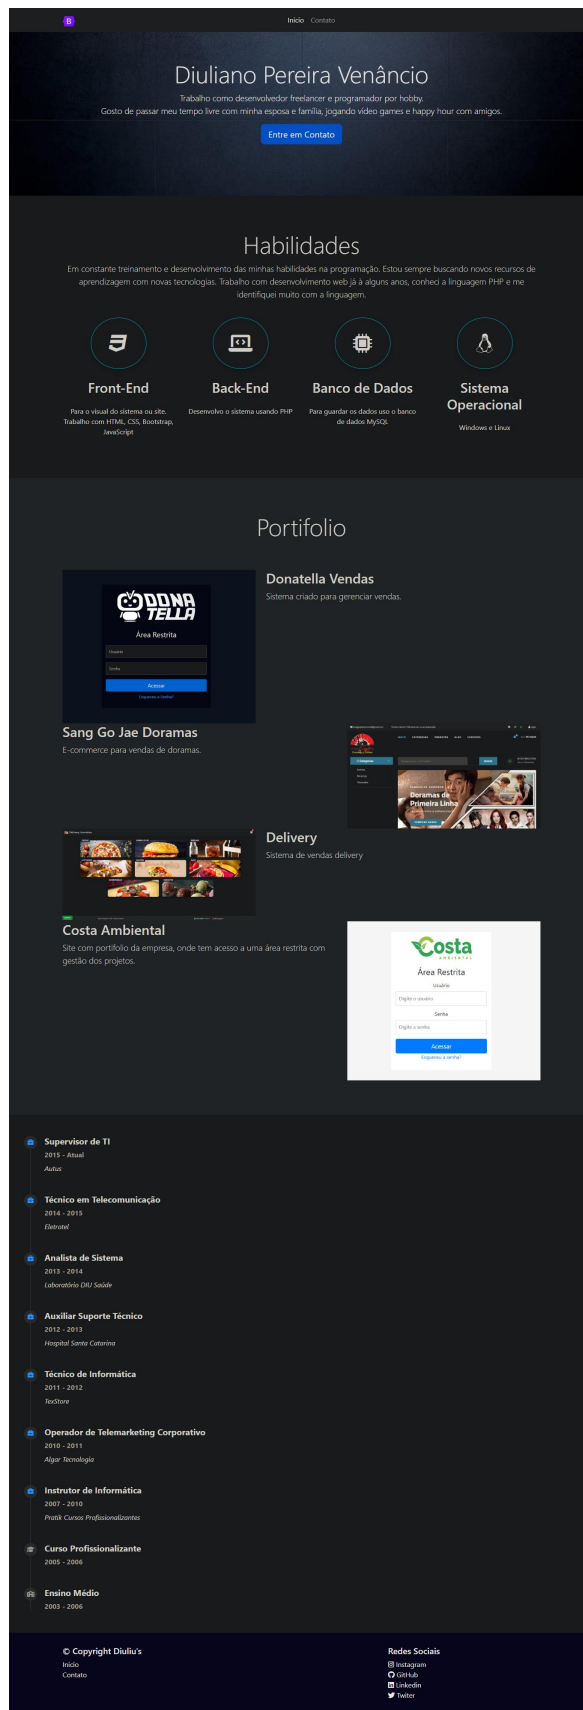 B
Início Contato
Diuliano Pereira Venâncio
Trabalho como desenvolvedor freelancer e programador por hobby.
Gosto de passar meu tempo livre com minha esposa e família, jogando video games e happy hour com amigos.
Entre em Contato
Habilidades
Em constante treinamento e desenvolvimento das minhas habilidades na programação. Estou sempre buscando novos recursos de
aprendizagem com novas tecnologias. Trabalho com desenvolvimento web já à alguns anos, conheci a linguagem PHP e me
identifiquei muito com a linguagem.
Front-End
Para o visual do sistema ou site.
Trabalho com HTML, CSS, Bootstrap,
JavaScript
Back-End
Desenvolvo o sistema usando PHP
Banco de Dados
Para guardar os dados uso o banco
de dados MySQL
Sistema
Operacional
Windows e Linux
Portifolio
DONA
TELLA
Área Restrita
Usuário
Senha
Acessar
Esqueceu a Senha?
Donatella Vendas
Sistema criado para gerenciar vendas.
Sang Go Jae Doramas
E-commerce para vendas de doramas.
Doramas de
Primeira Linha
Delivery
Sistema de vendas delivery
Costa Ambiental
Site com portifolio da empresa, onde tem acesso a uma área restrita com
gestão dos projetos.
Costa
AMBIENTAL
Área Restrita
Usuário
Digite o usuário
Senha
Digite a senha
Acessar
Esqueceu a senha?
Supervisor de TI
2015 - Atual
Autus
Técnico em Telecomunicação
2014 - 2015
Eletrotel
Analista de Sistema
2013 - 2014
Laboratório DIU Saúde
Auxiliar Suporte Técnico
2012 - 2013
Hospital Santa Catarina
Técnico de Informática
2011 - 2012
TexStore
Operador de Telemarketing Corporativo
2010 - 2011
Algar Tecnologia
Instrutor de Informática
2007 - 2010
Pratik Cursos Profissionalizantes
Curso Profissionalizante
2005 - 2006
Ensino Médio
2003 - 2006
© Copyright Diuliu's
Início
Contato
Redes Sociais
Instagram
GitHub
Linkedin
Twiter